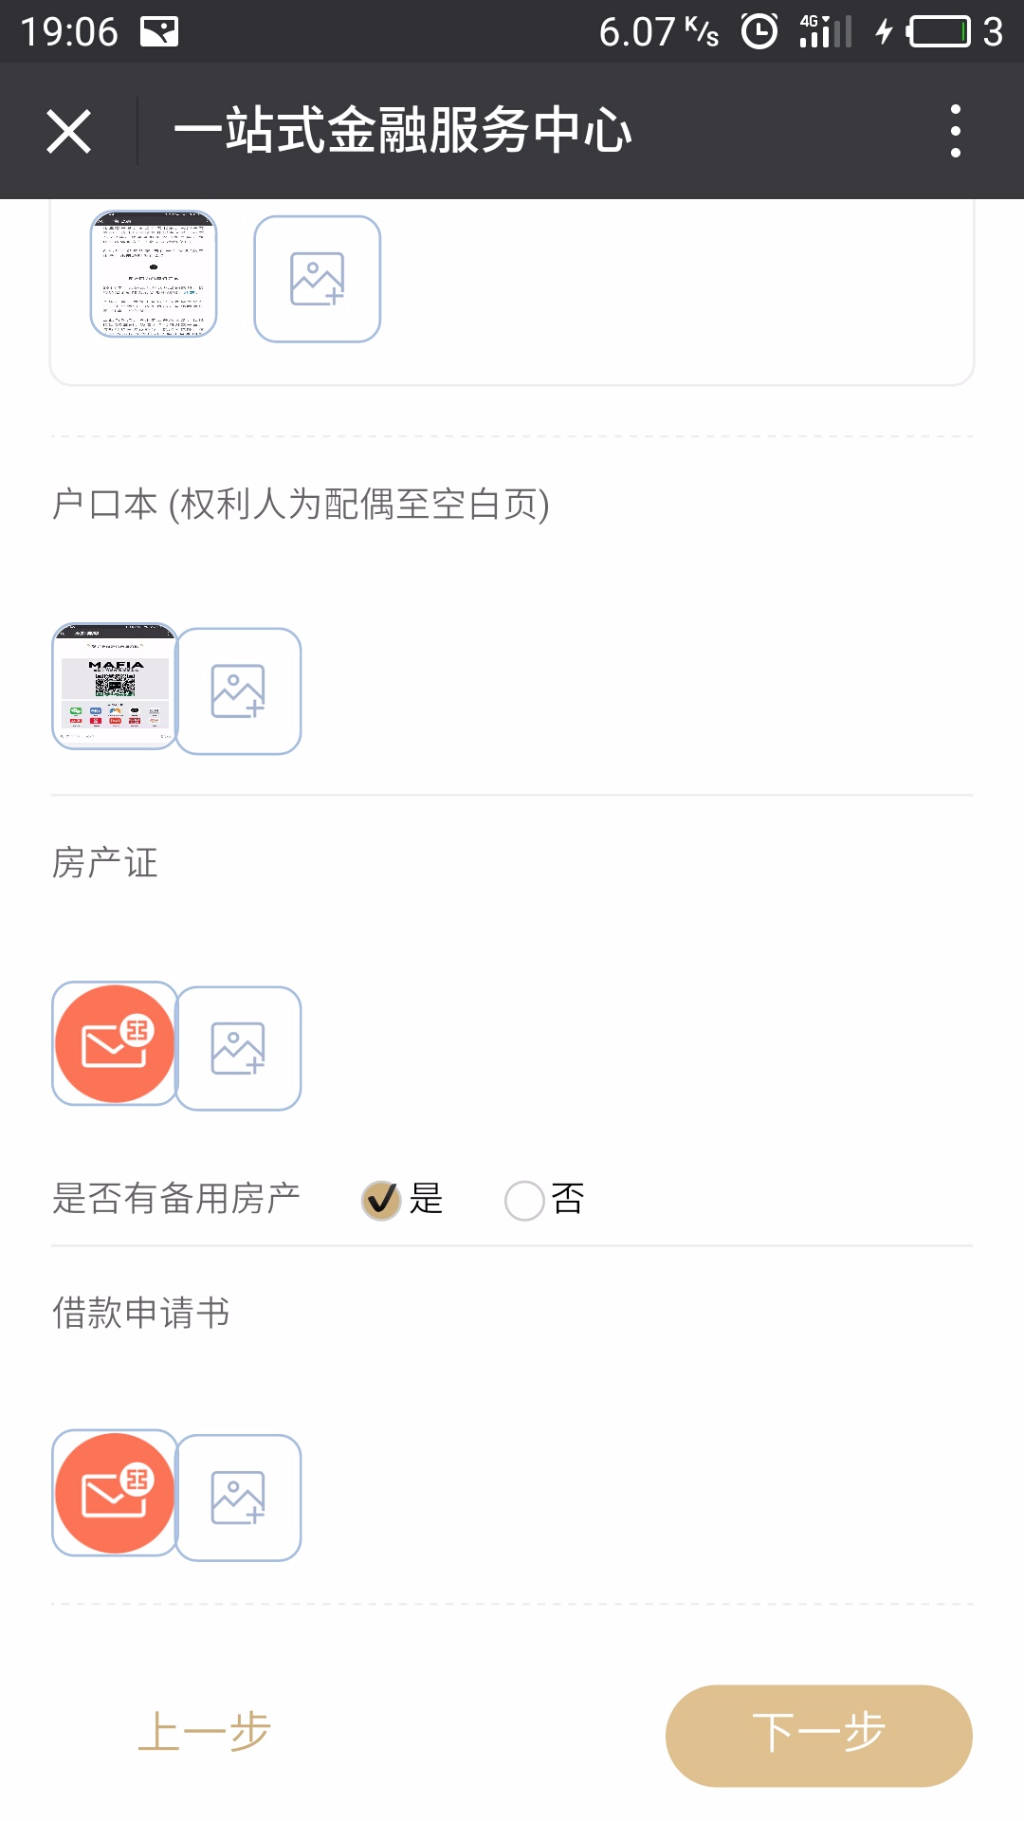 19:06
6.07 K/s
4G
3
一站式金融服务中心
户口本 (权利人为配偶至空白页)
MAFIA
房产证
是否有备用房产 是 否
借款申请书
上一步
下一步